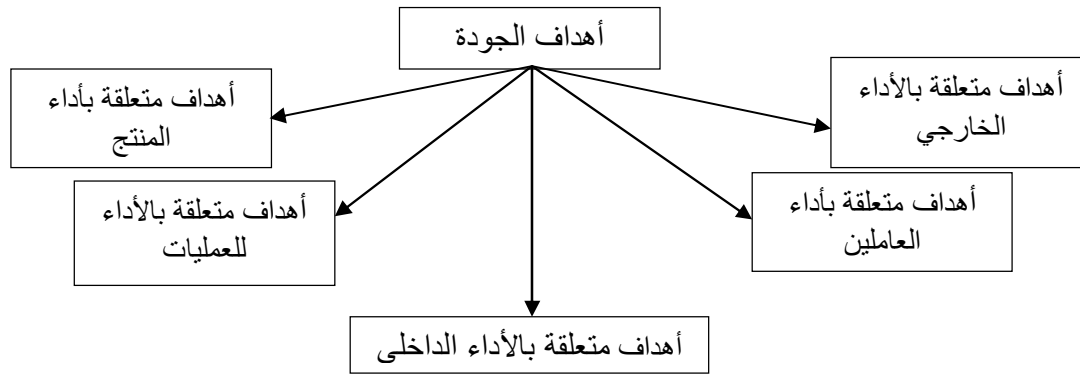 أهداف الجودة
أهداف متعلقة بالأداء
الخارجي
أهداف متعلقة بأداء
المنتج
أهداف متعلقة بأداء
العاملين
أهداف متعلقة بالأداء
للعمليات
أهداف متعلقة بالأداء الداخلى